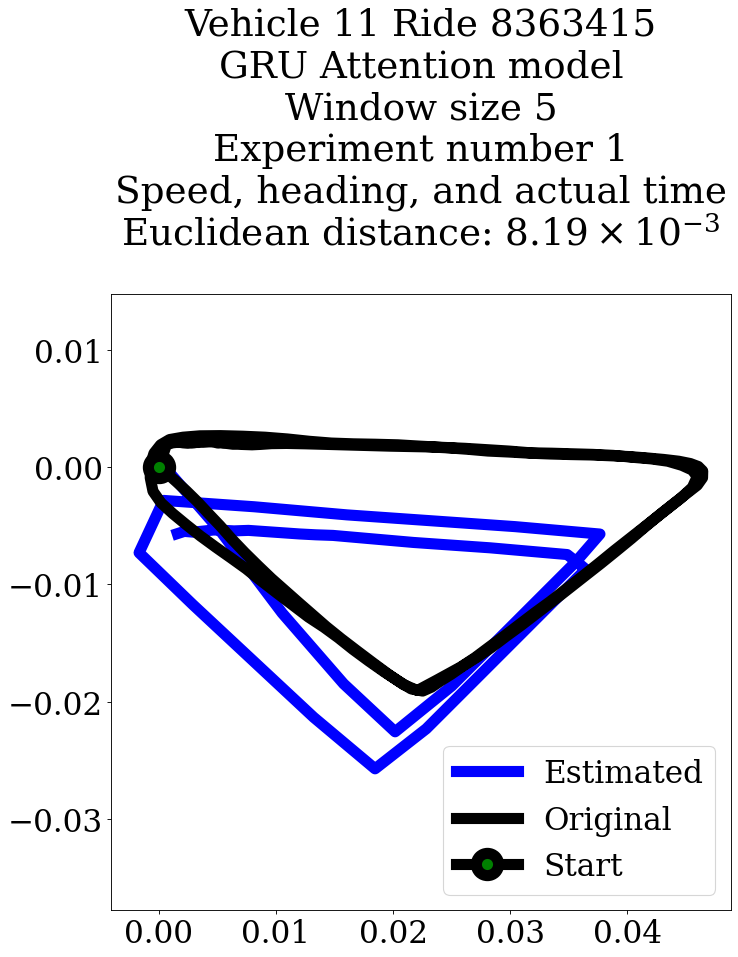 Vehicle 11 Ride 8363415
GRU Attention model
Window size 5
Experiment number 1
Speed, heading, and actual time
Euclidean distance: 8.19 × 10⁻³
0.01
0.00
−0.01
−0.02
−0.03
Estimated
Original
Start
0.00 0.01 0.02 0.03 0.04